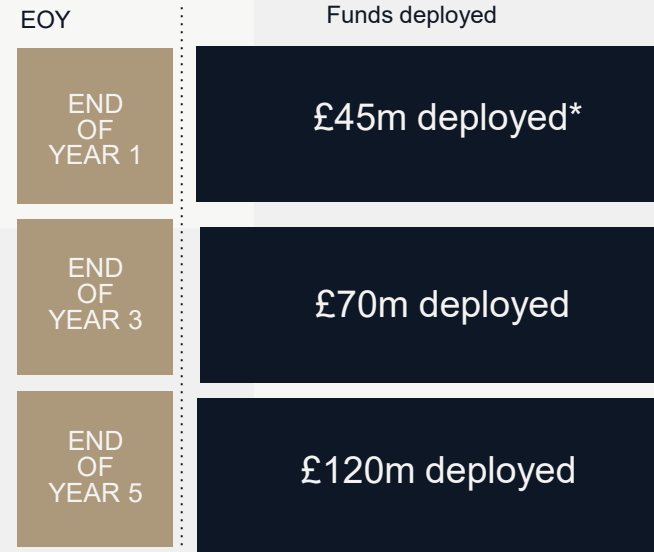 EOY
Funds deployed
END
OF
YEAR 1
£45m deployed*
END
OF
YEAR 3
£70m deployed
END
OF
YEAR 5
£120m deployed